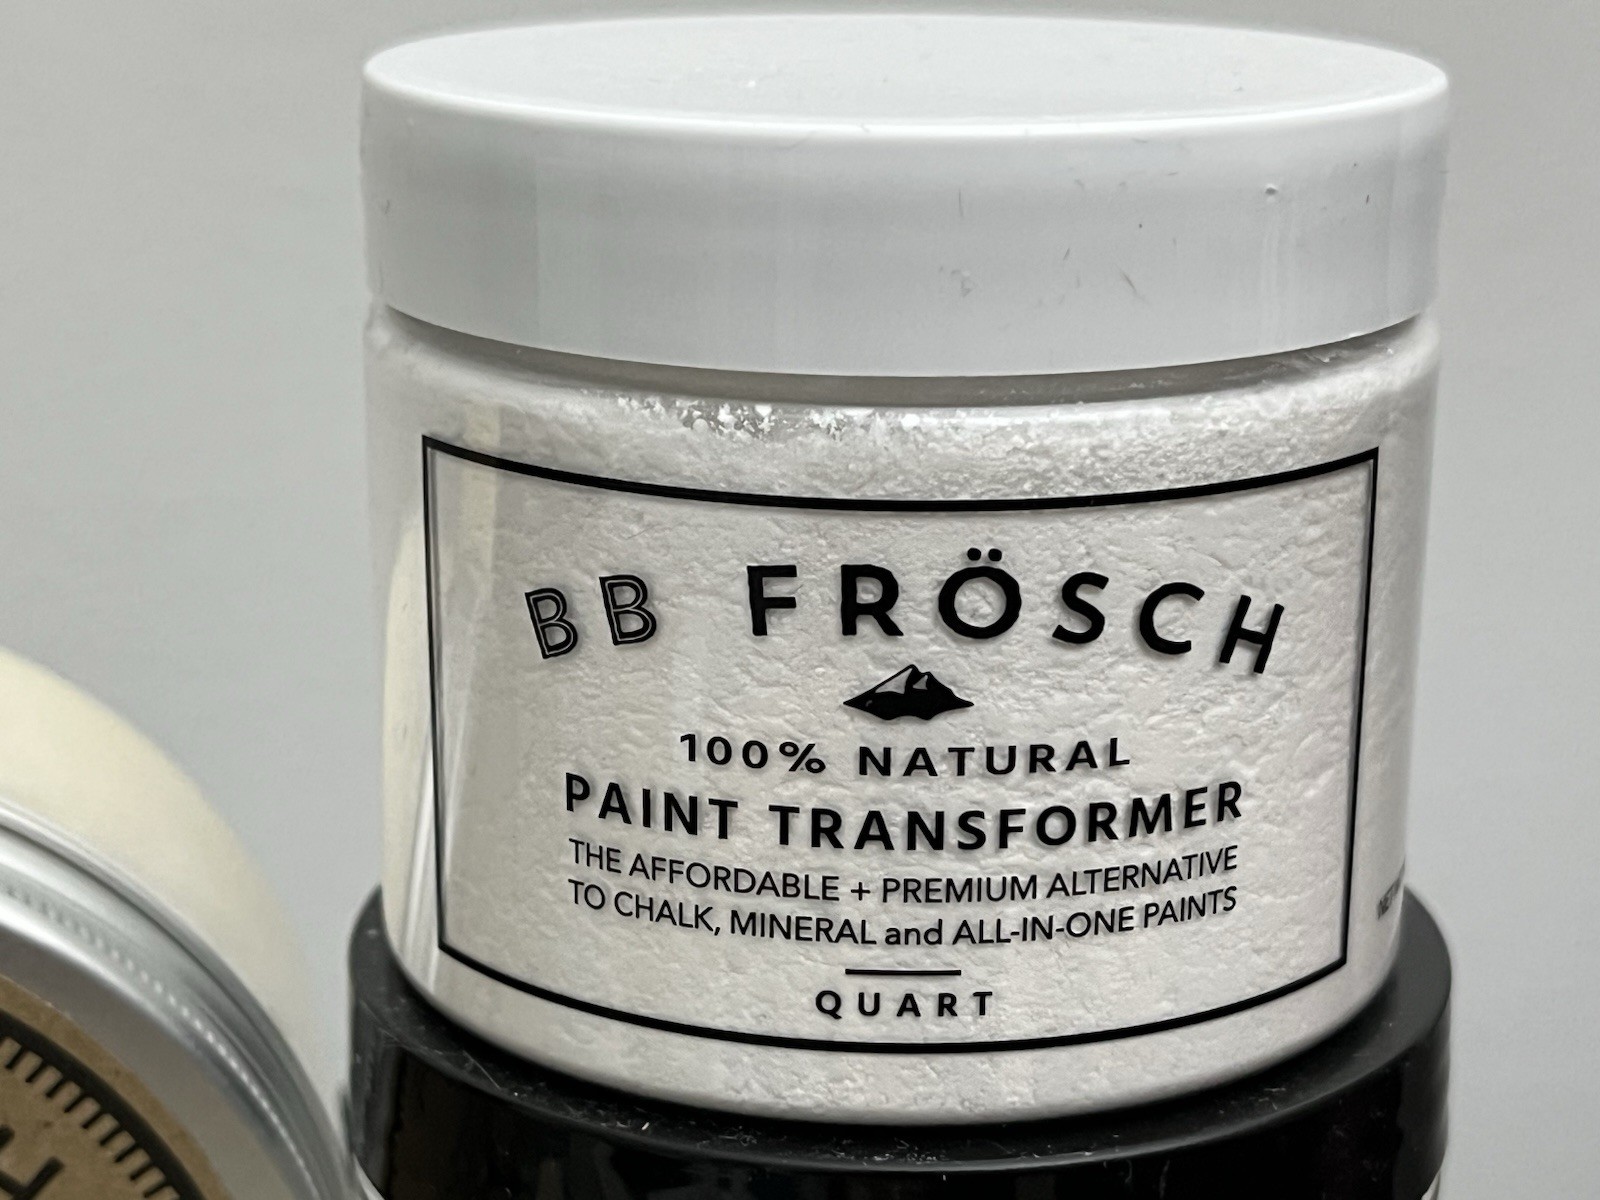 BB FRÖSCH
100% NATURAL
PAINT TRANSFORMER
THE AFFORDABLE + PREMIUM ALTERNATIVE
TO CHALK, MINERAL and ALL-IN-ONE PAINTS
QUART